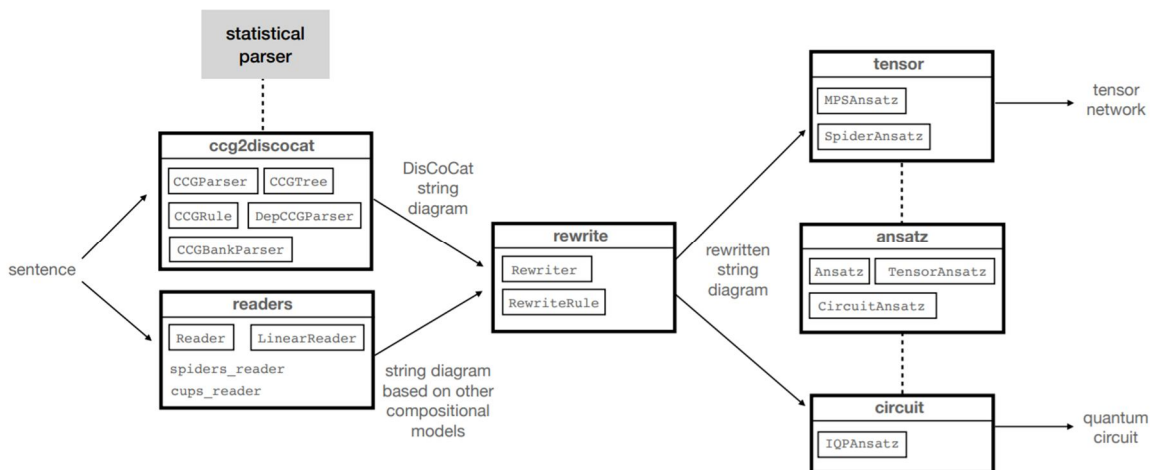 statistical
parser
ccg2discocat
CCGParser CCGTree
CCGRule DepCCGParser
CCGBankParser
sentence
readers
Reader LinearReader
spiders_reader
cups_reader
DisCoCat
string
diagram
string diagram
based on other
compositional
models
rewrite
Rewriter
RewriteRule
rewritten
string
diagram
tensor
MPSAnsatz
SpiderAnsatz
tensor
network
ansatz
Ansatz TensorAnsatz
CircuitAnsatz
circuit
IQPAnsatz
quantum
circuit